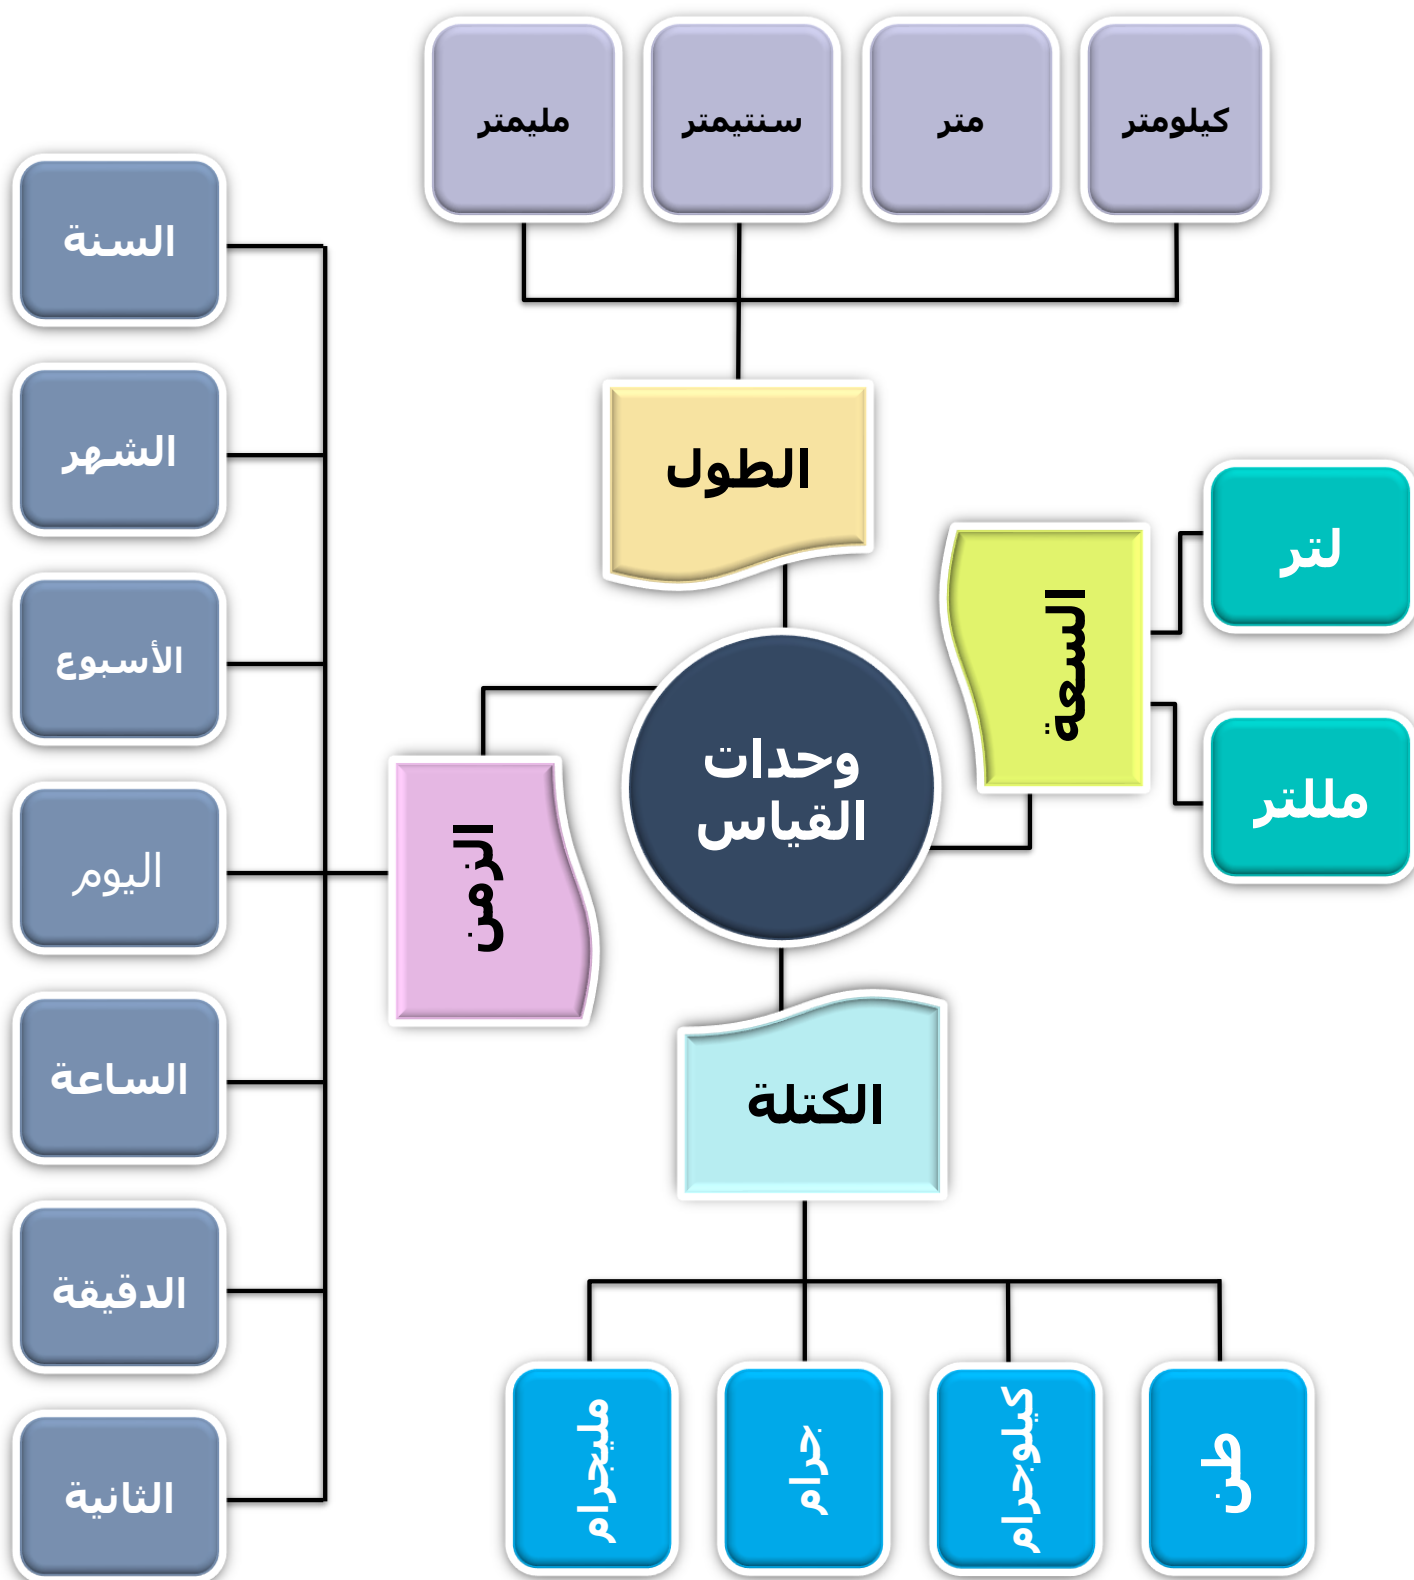 كيلومتر
متر
سنتيمتر
مليمتر
الطول
السنة
الشهر
الأسبوع
اليوم
الساعة
الدقيقة
الثانية
الزمن
وحدات
القياس
السعة
لتر
مللتر
الكتلة
طن
كيلوجرام
جرام
مليجرام